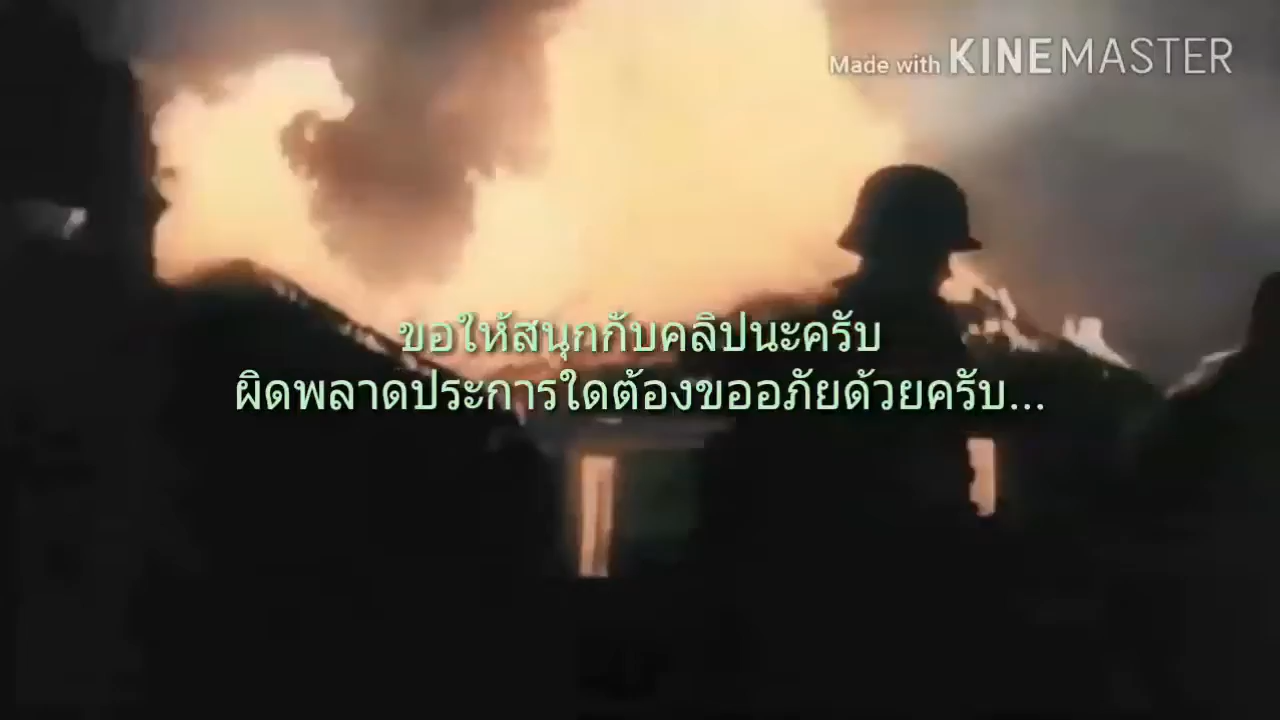 Made with KINEMASTER
ขอให้สนุกกับคลิปนะครับ
ผิดพลาดประการใดต้องขออภัยด้วยครับ...